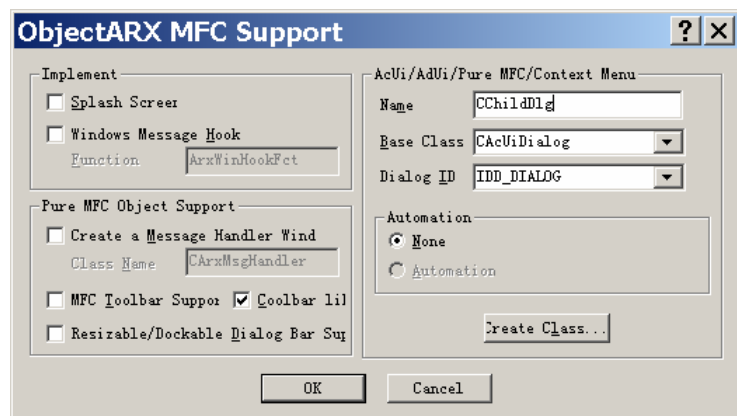 ObjectARX MFC Support
Implement
Splash Screen
Windows Message Hook
Function ArxWinHookFct
Pure MFC Object Support
Create a Message Handler Wind
Class Name CArxMsgHandler
MFC Toolbar Suppor Coolbar lil
Resizable/Dockable Dialog Bar Sup
AcUi/AdUi/Pure MFC/Context Menu
Name CChildDlg
Base Class CAcUiDialog
Dialog ID IDD_DIALOG
Automation
None
Automation
Create Class...
OK Cancel